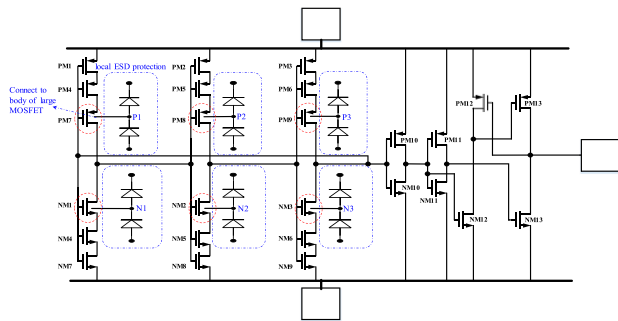 PM1
local ESD protection
PM2
PM3
Connect to
body of large
MOSFET
PM4
PM5
PM6
PM7
P1
PM8
P2
PM9
P3
PM12
PM13
PM10
PM11
NM1
N1
NM2
N2
NM3
N3
NM10
NM11
NM12
NM13
NM4
NM5
NM6
NM7
NM8
NM9